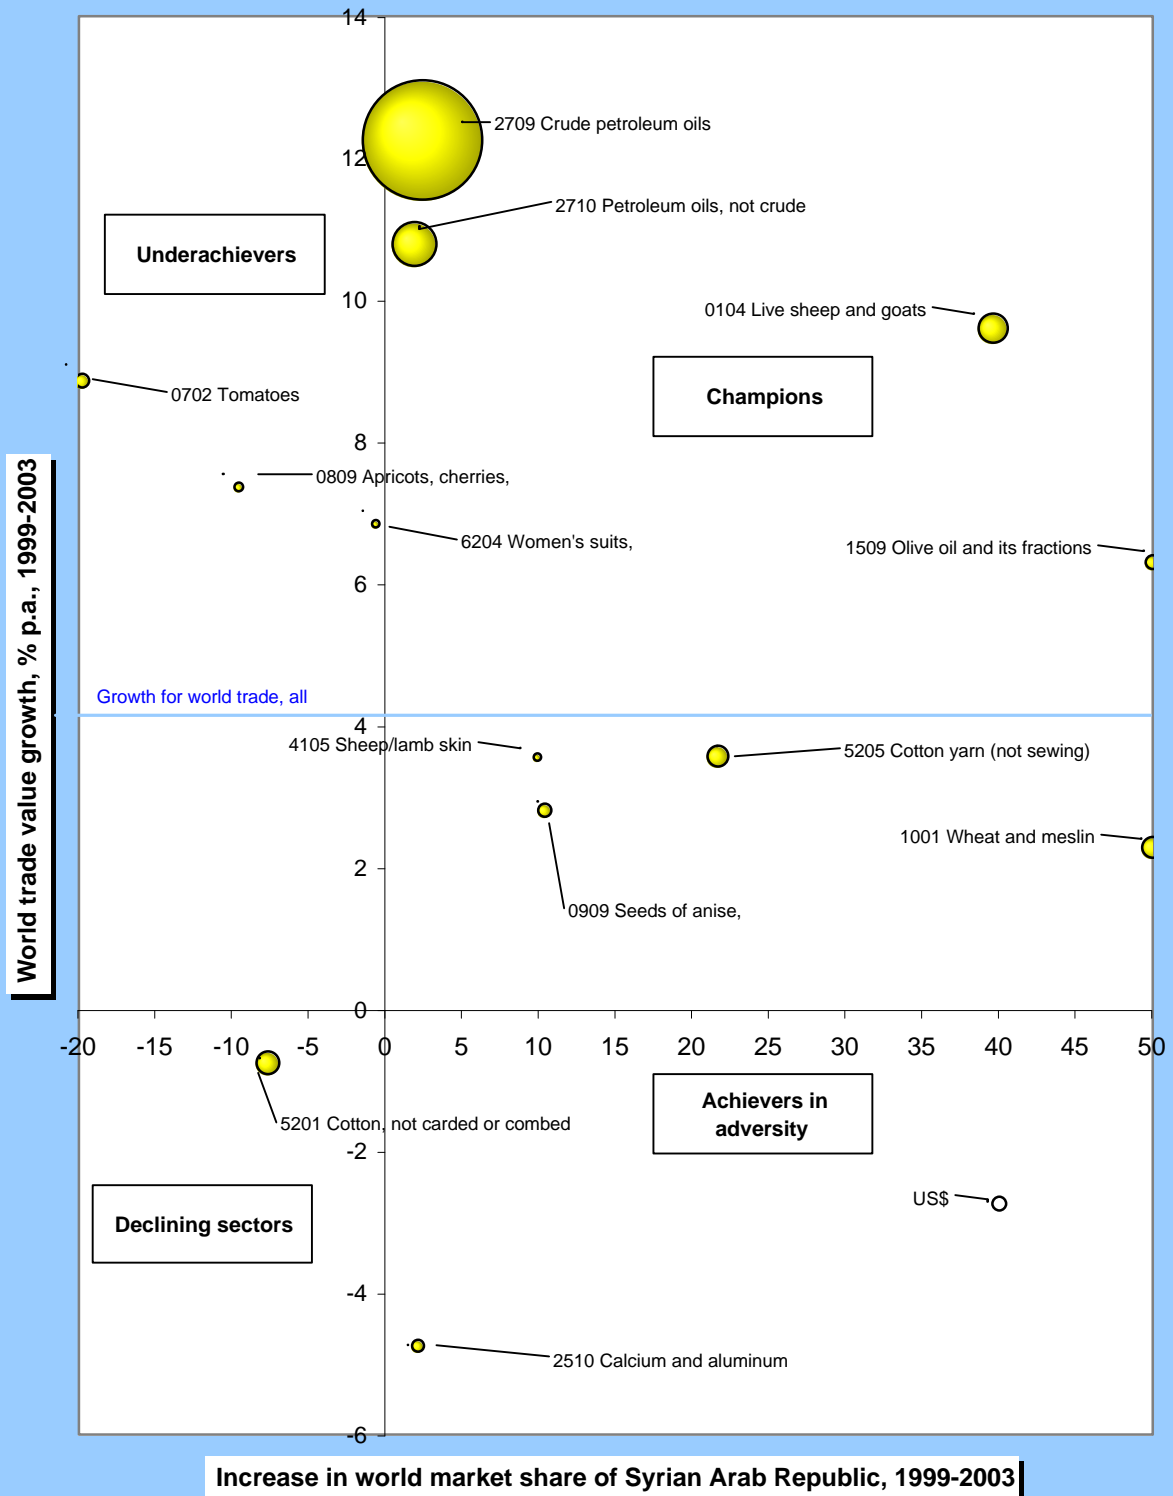 14
2709 Crude petroleum oils
12
2710 Petroleum oils, not crude
Underachievers
10
0104 Live sheep and goats
Champions
0702 Tomatoes
8
0809 Apricots, cherries,
6204 Women's suits,
1509 Olive oil and its fractions
6
World trade value growth, % p.a., 1999-2003
Growth for world trade, all
4
4105 Sheep/lamb skin
5205 Cotton yarn (not sewing)
1001 Wheat and meslin
2
0909 Seeds of anise,
0
-20 -15 -10 -5 0 5 10 15 20 25 30 35 40 45 50
5201 Cotton, not carded or combed
Achievers in
adversity
-2
US$
Declining sectors
-4
2510 Calcium and aluminum
-6
Increase in world market share of Syrian Arab Republic, 1999-2003